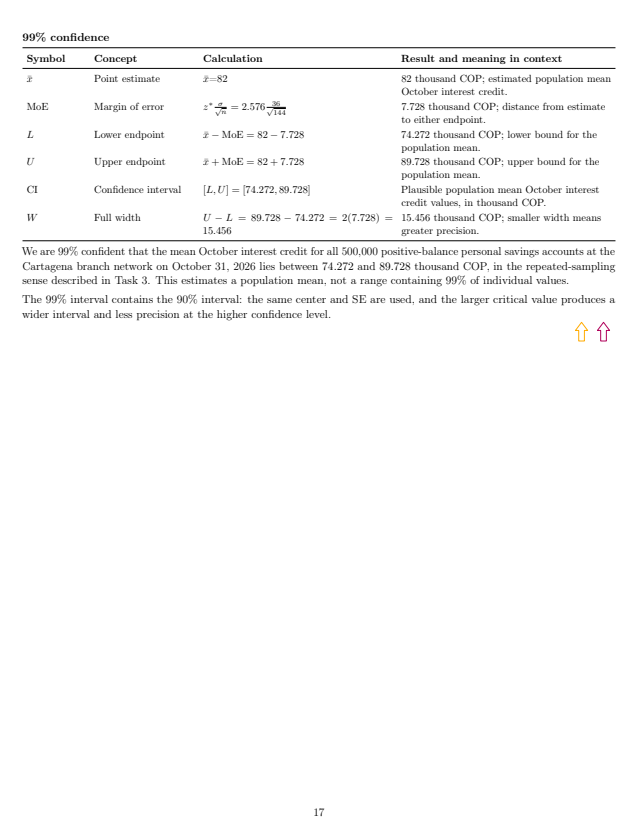 99% confidence
Symbol Concept Calculation Result and meaning in context
x̄ Point estimate x̄=82 82 thousand COP; estimated population mean
October interest credit.
MoE Margin of error z* σ/√n = 2.576 36/√144 7.728 thousand COP; distance from estimate
to either endpoint.
L Lower endpoint x̄ − MoE = 82 − 7.728 74.272 thousand COP; lower bound for the
population mean.
U Upper endpoint x̄ + MoE = 82 + 7.728 89.728 thousand COP; upper bound for the
population mean.
CI Confidence interval [L, U] = [74.272, 89.728] Plausible population mean October interest
credit values, in thousand COP.
W Full width U − L = 89.728 − 74.272 = 2(7.728) = 15.456 thousand COP; smaller width means
15.456 greater precision.
We are 99% confident that the mean October interest credit for all 500,000 positive-balance personal savings accounts at the
Cartagena branch network on October 31, 2026 lies between 74.272 and 89.728 thousand COP, in the repeated-sampling
sense described in Task 3. This estimates a population mean, not a range containing 99% of individual values.
The 99% interval contains the 90% interval: the same center and SE are used, and the larger critical value produces a
wider interval and less precision at the higher confidence level.
17